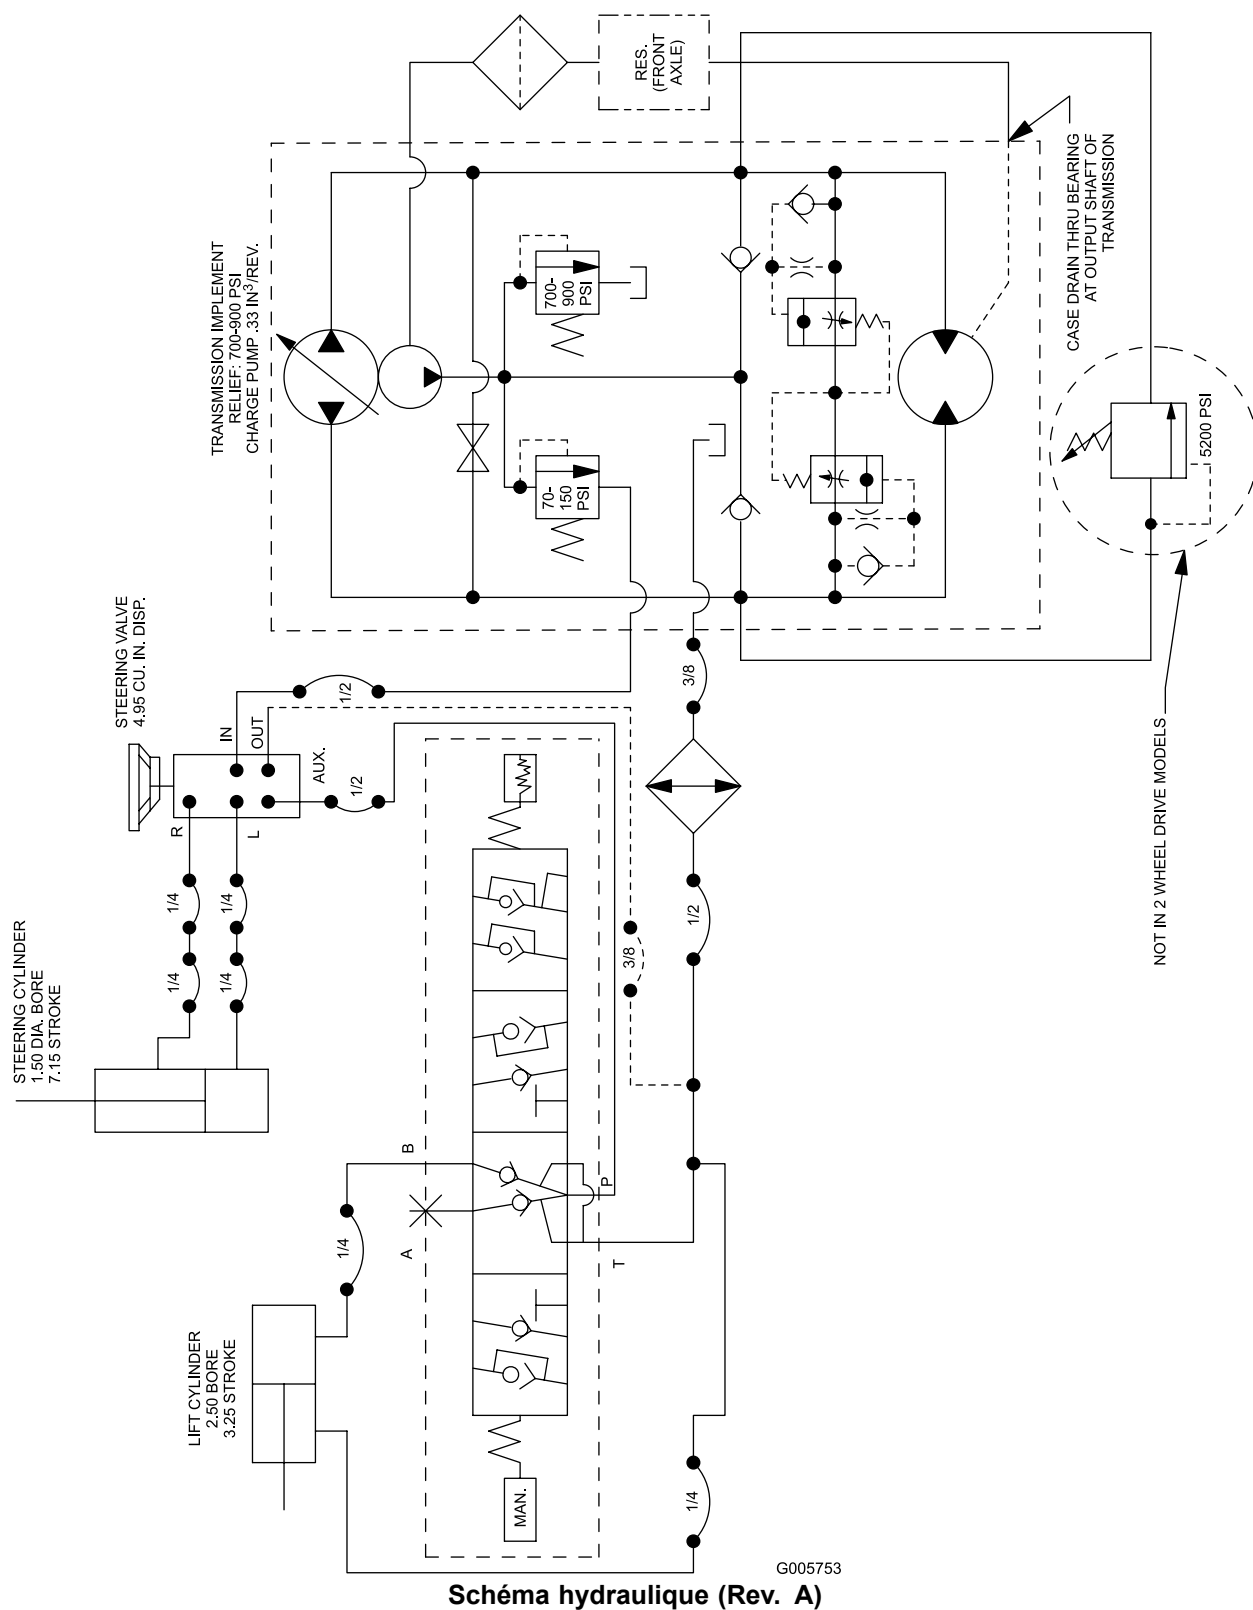 RES.
(FRONT
AXLE)
CASE DRAIN THRU BEARING
AT OUTPUT SHAFT OF
TRANSMISSION
TRANSMISSION IMPLEMENT
RELIEF: 700-900 PSI
CHARGE PUMP .33 IN³/REV.
700-
900
PSI
70-
150
PSI
5200 PSI
NOT IN 2 WHEEL DRIVE MODELS
STEERING VALVE
4.95 CU. IN. DISP.
IN
OUT
AUX.
R
L
1/2
1/2
3/8
1/4
1/4
1/4
1/4
STEERING CYLINDER
1.50 DIA. BORE
7.15 STROKE
1/2
3/8
B
A
P
T
1/4
LIFT CYLINDER
2.50 BORE
3.25 STROKE
MAN.
1/4
G005753
Schéma hydraulique (Rev. A)